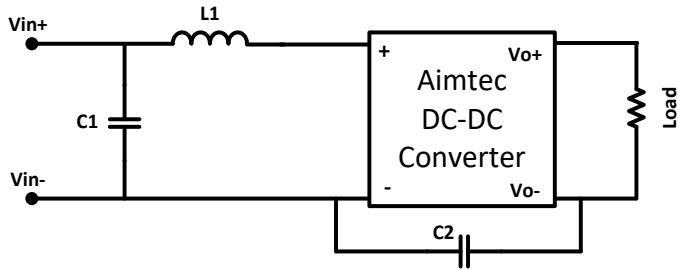 Vin+
L1
+
Vo+
Aimtec
DC-DC
Converter
C1
Load
Vin-
-
Vo-
C2